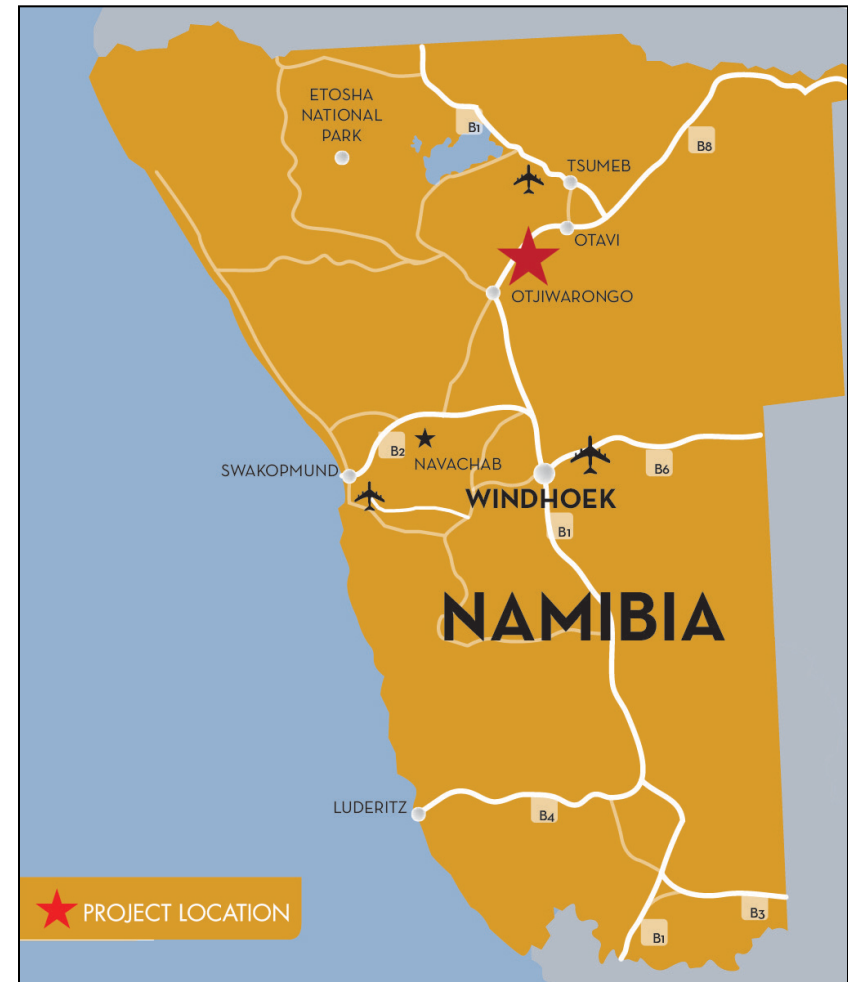 ETOSHA
NATIONAL
PARK
B1
B8
TSUMEB
OTAVI
OTJIWARONGO
B2
NAVACHAB
SWAKOPMUND
B6
WINDHOEK
B1
NAMIBIA
LUDERITZ
B4
PROJECT LOCATION
B3
B1